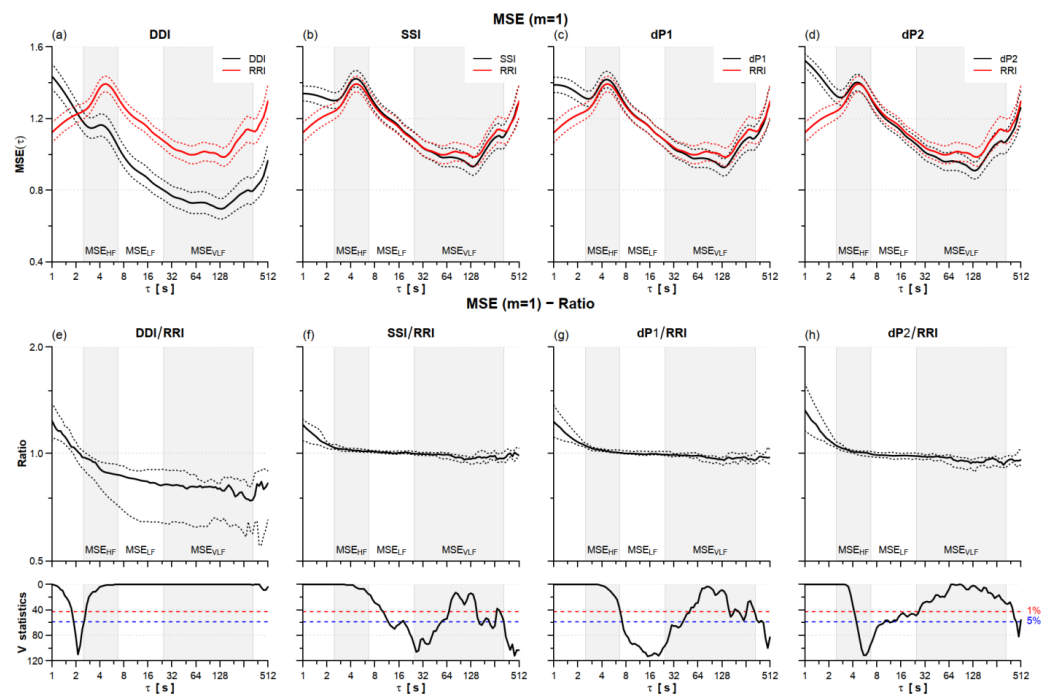 MSE (m=1)
(a) DDI
(b) SSI
(c) dP1
(d) dP2
DDI
RRI
SSI
RRI
dP1
RRI
dP2
RRI
MSE(τ)
1.6
1.2
0.8
0.4
MSEHF MSELF MSEVLF
MSEHF MSELF MSEVLF
MSEHF MSELF MSEVLF
MSEHF MSELF MSEVLF
1 2 4 8 16 32 64 128 512
1 2 4 8 16 32 64 128 512
1 2 4 8 16 32 64 128 512
1 2 4 8 16 32 64 128 512
τ [ s ]
τ [ s ]
τ [ s ]
τ [ s ]
MSE (m=1) − Ratio
(e) DDI/RRI
(f) SSI/RRI
(g) dP1/RRI
(h) dP2/RRI
Ratio
2.0
1.0
0.5
MSEHF MSELF MSEVLF
MSEHF MSELF MSEVLF
MSEHF MSELF MSEVLF
MSEHF MSELF MSEVLF
V statistics
0
40
80
120
1%
5%
1 2 4 8 16 32 64 128 512
1 2 4 8 16 32 64 128 512
1 2 4 8 16 32 64 128 512
1 2 4 8 16 32 64 128 512
τ [ s ]
τ [ s ]
τ [ s ]
τ [ s ]